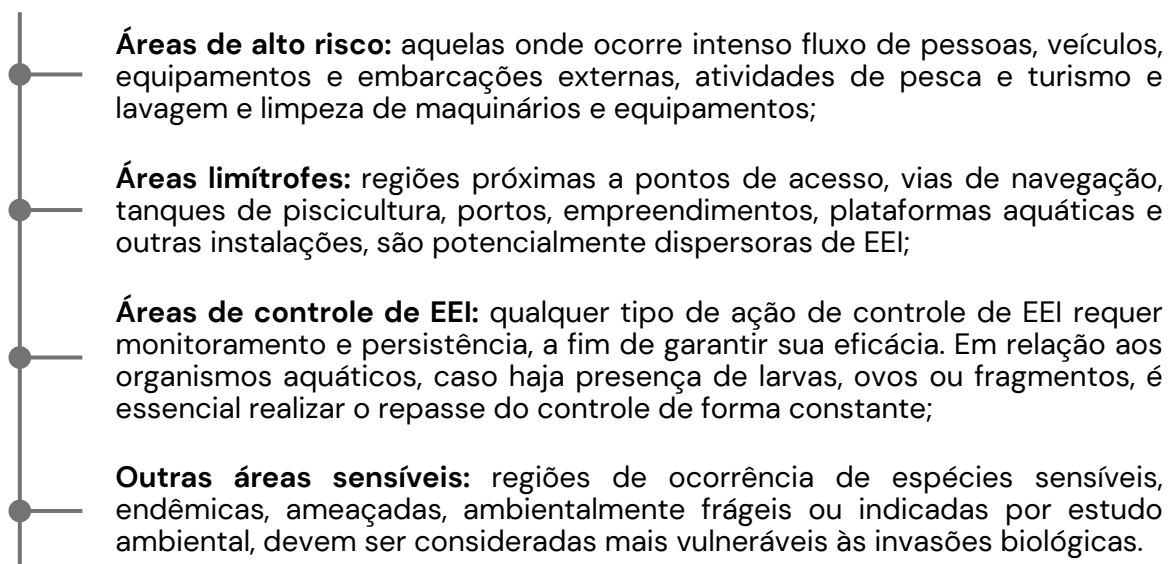 Áreas de alto risco: aquelas onde ocorre intenso fluxo de pessoas, veículos,
equipamentos e embarcações externas, atividades de pesca e turismo e
lavagem e limpeza de maquinários e equipamentos;
Áreas limítrofes: regiões próximas a pontos de acesso, vias de navegação,
tanques de piscicultura, portos, empreendimentos, plataformas aquáticas e
outras instalações, são potencialmente dispersoras de EEI;
Áreas de controle de EEI: qualquer tipo de ação de controle de EEI requer
monitoramento e persistência, a fim de garantir sua eficácia. Em relação aos
organismos aquáticos, caso haja presença de larvas, ovos ou fragmentos, é
essencial realizar o repasse do controle de forma constante;
Outras áreas sensíveis: regiões de ocorrência de espécies sensíveis,
endêmicas, ameaçadas, ambientalmente frágeis ou indicadas por estudo
ambiental, devem ser consideradas mais vulneráveis às invasões biológicas.